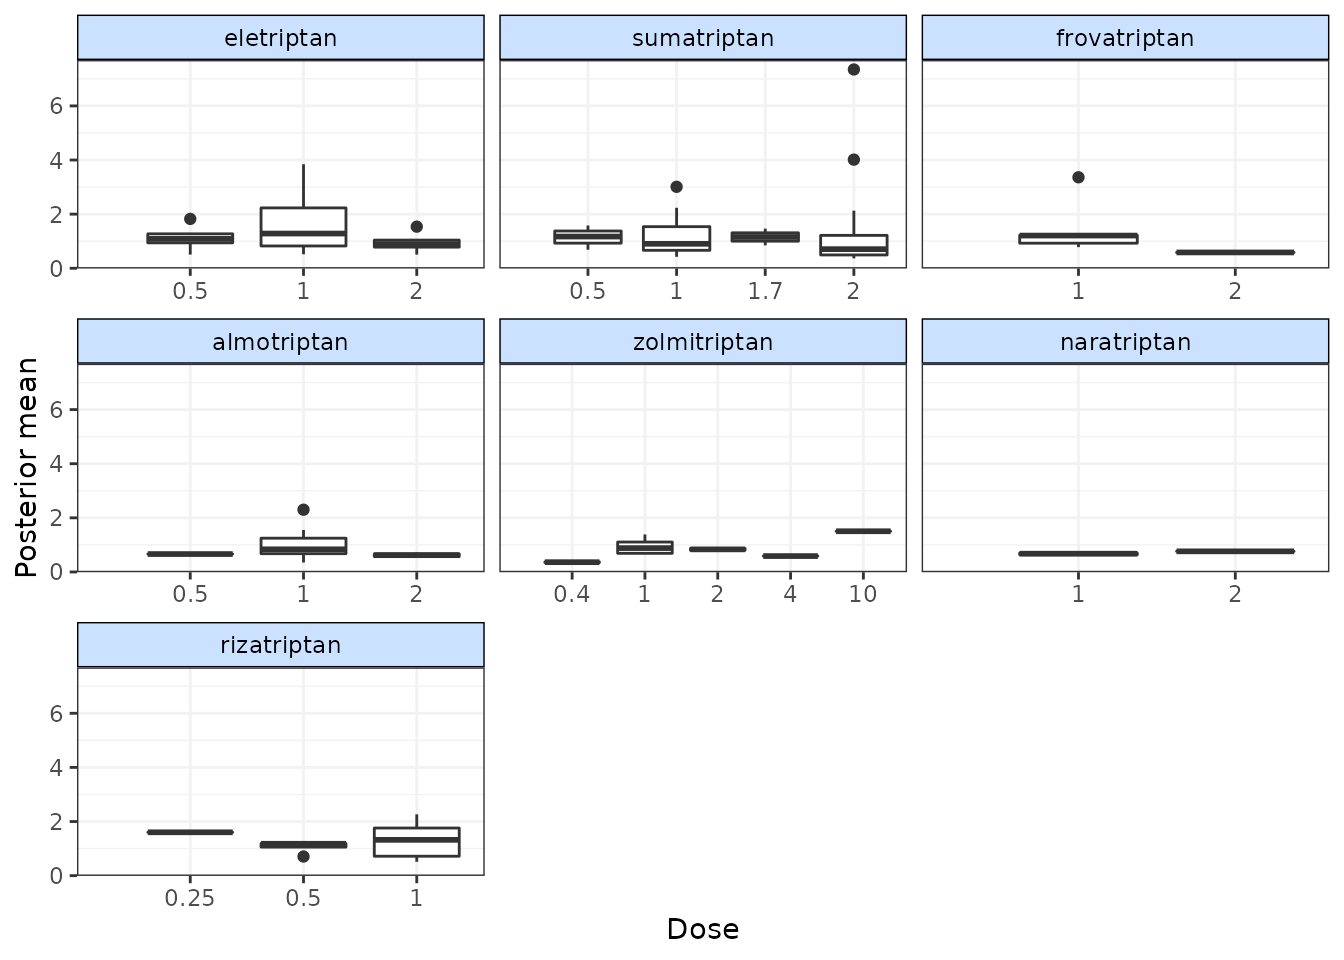 eletriptan sumatriptan frovatriptan
6
4
2
0
0.5 1 2 0.5 1 1.7 2 1 2
almotriptan zolmitriptan naratriptan
6
4
2
0
0.5 1 2 0.4 1 2 4 10 1 2
Posterior mean
rizatriptan
6
4
2
0
0.25 0.5 1
Dose